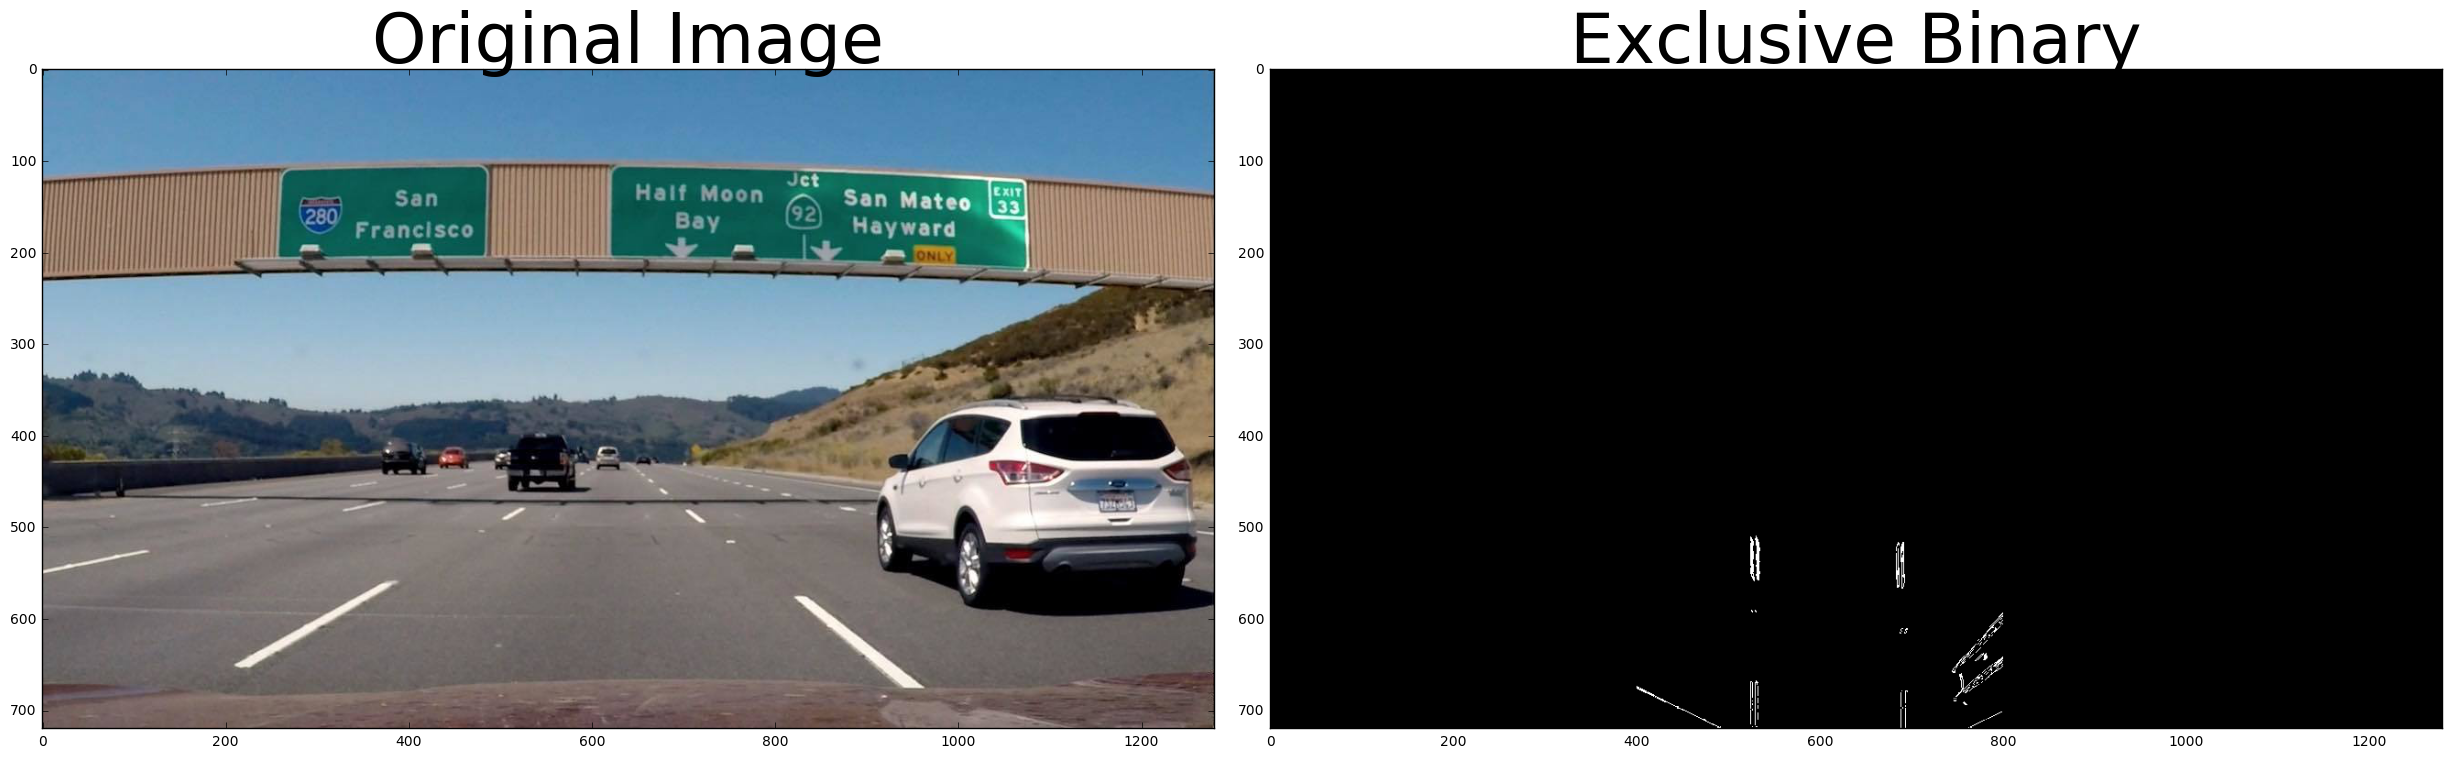 Original Image
Exclusive Binary
0
100
200
300
400
500
600
700
0 200 400 600 800 1000 1200
280
San
Francisco
Half Moon
Bay
Jct
92
San Mateo
Hayward
EXIT
33
ONLY
0
100
200
300
400
500
600
700
0 200 400 600 800 1000 1200